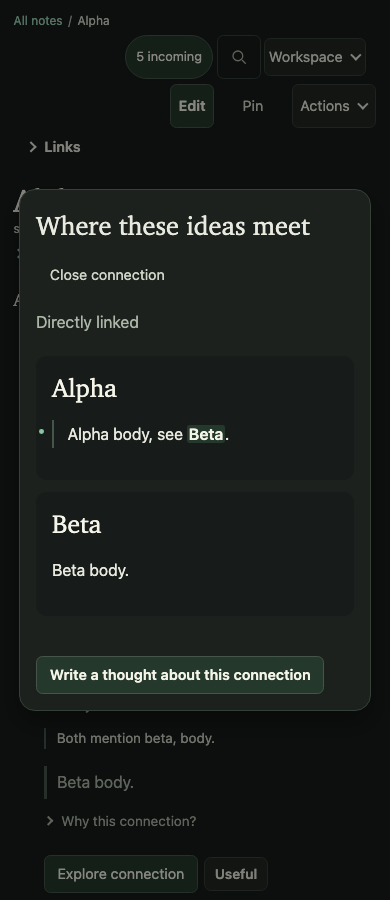 All notes / Alpha
5 incoming
Workspace
Edit
Pin
Actions
Links
Where these ideas meet
Close connection
Directly linked
Alpha
Alpha body, see Beta.
Beta
Beta body.
Write a thought about this connection
Both mention beta, body.
Beta body.
Why this connection?
Explore connection
Useful